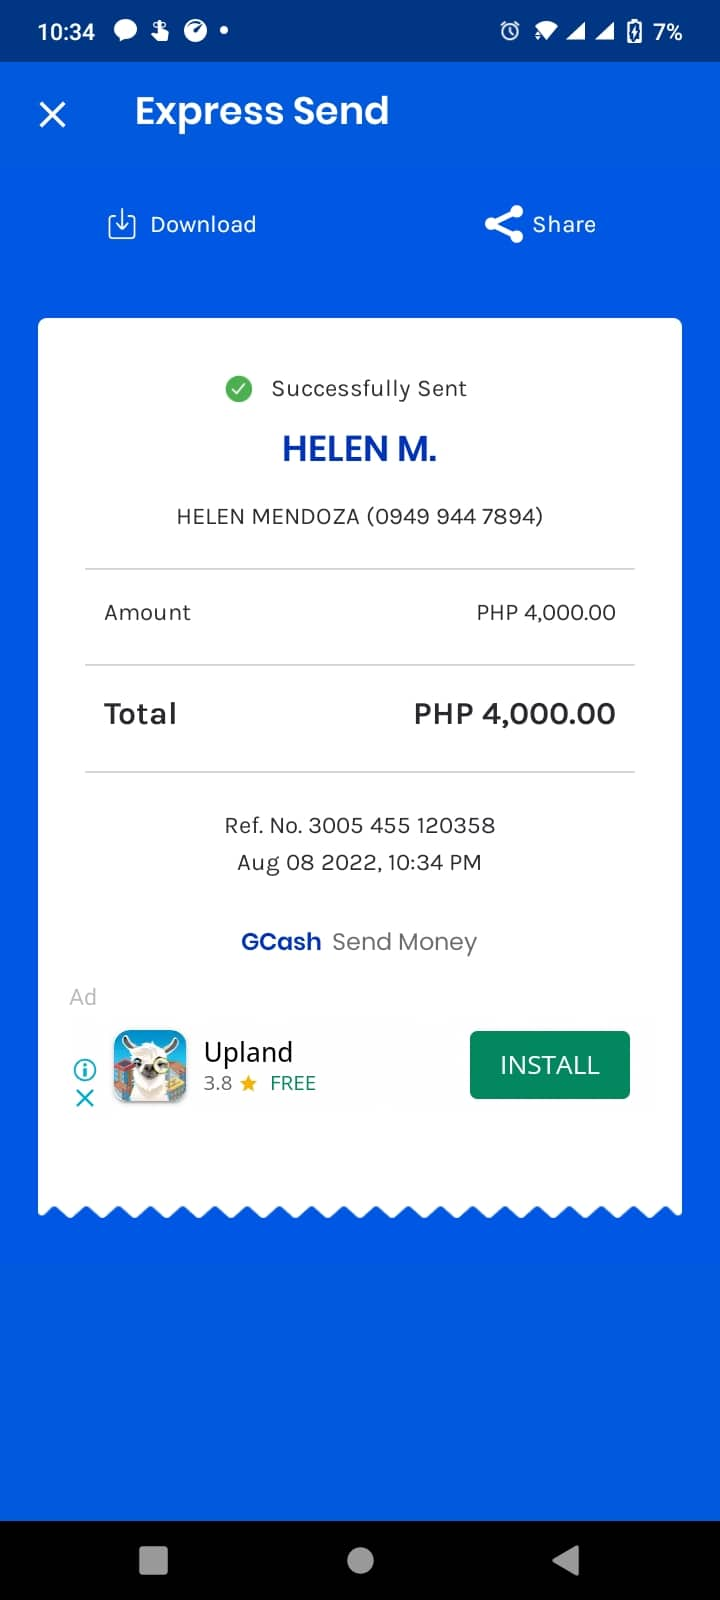 10:34 7%
Express Send
Download Share
Successfully Sent
HELEN M.
HELEN MENDOZA (0949 944 7894)
Amount PHP 4,000.00
Total PHP 4,000.00
Ref. No. 3005 455 120358
Aug 08 2022, 10:34 PM
GCash Send Money
Ad
Upland
3.8 FREE
INSTALL